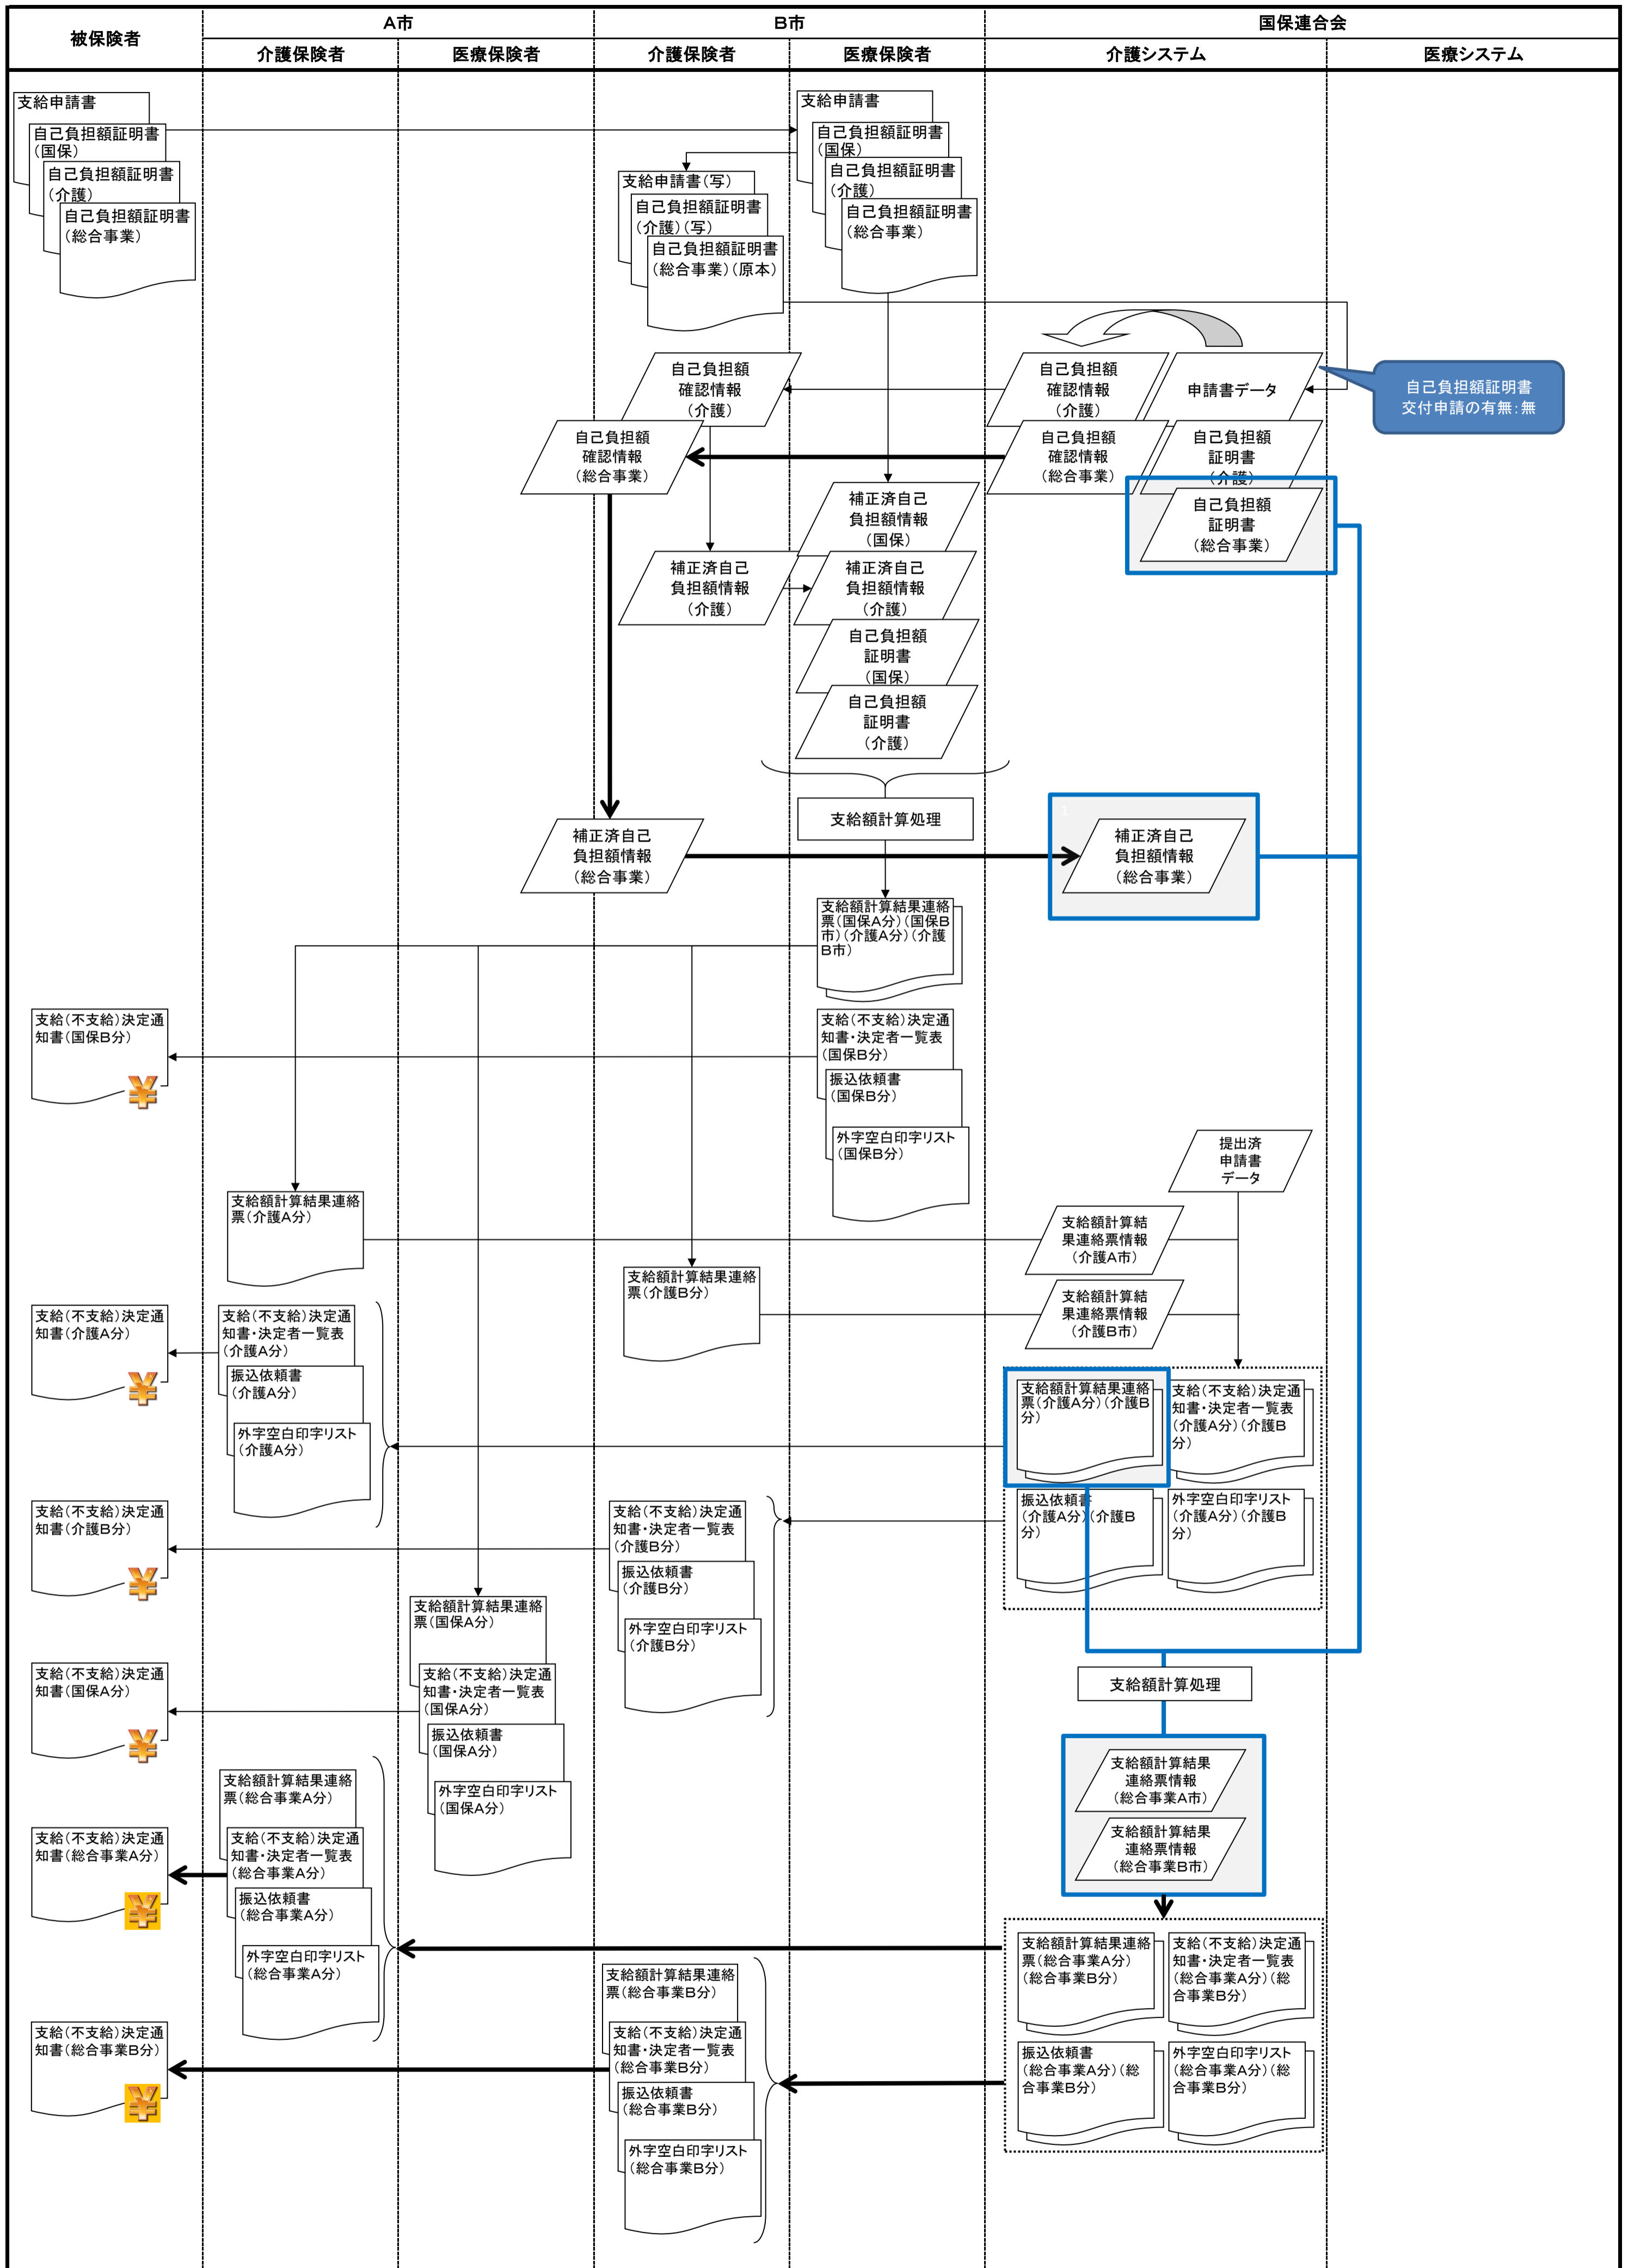 被保険者
A市
B市
国保連合会
介護保険者
医療保険者
介護保険者
医療保険者
介護システム
医療システム
支給申請書
自己負担額証明書
(国保)
自己負担額証明書
(介護)
自己負担額証明書
(総合事業)
支給申請書
自己負担額証明書
(国保)
自己負担額証明書
(介護)
自己負担額証明書
(総合事業)
支給申請書(写)
自己負担額証明書
(介護)(写)
自己負担額証明書
(総合事業)(原本)
自己負担額
確認情報
(介護)
自己負担額
確認情報
(総合事業)
自己負担額
確認情報
(介護)
申請書データ
自己負担額証明書
交付申請の有無:無
自己負担額
確認情報
(総合事業)
自己負担額
証明書
(介護)
自己負担額
証明書
(総合事業)
補正済自己
負担額情報
(国保)
補正済自己
負担額情報
(介護)
補正済自己
負担額情報
(介護)
自己負担額
証明書
(国保)
自己負担額
証明書
(介護)
支給額計算処理
補正済自己
負担額情報
(総合事業)
補正済自己
負担額情報
(総合事業)
支給額計算結果連絡
票(国保A分)(国保B
市)(介護A分)(介護
B市)
支給(不支給)決定通
知書(国保B分)
支給(不支給)決定通
知書・決定者一覧表
(国保B分)
振込依頼書
(国保B分)
外字空白印字リスト
(国保B分)
提出済
申請書
データ
支給額計算結果連絡
票(介護A分)
支給額計算結
果連絡票情報
(介護A市)
支給額計算結果連絡
票(介護B分)
支給額計算結
果連絡票情報
(介護B市)
支給(不支給)決定通
知書(介護A分)
支給(不支給)決定通
知書・決定者一覧表
(介護A分)
振込依頼書
(介護A分)
外字空白印字リスト
(介護A分)
支給額計算結果連絡
票(介護A分)(介護B
分)
支給(不支給)決定通
知書・決定者一覧表
(介護A分)(介護B
分)
振込依頼書
(介護A分)(介護B
分)
外字空白印字リスト
(介護A分)(介護B
分)
支給(不支給)決定通
知書(介護B分)
支給(不支給)決定通
知書・決定者一覧表
(介護B分)
振込依頼書
(介護B分)
外字空白印字リスト
(介護B分)
支給額計算結果連絡
票(国保A分)
支給(不支給)決定通
知書・決定者一覧表
(国保A分)
振込依頼書
(国保A分)
外字空白印字リスト
(国保A分)
支給(不支給)決定通
知書(国保A分)
支給額計算処理
支給額計算結果
連絡票情報
(総合事業A市)
支給額計算結果
連絡票情報
(総合事業B市)
支給額計算結果連絡
票(総合事業A分)
支給(不支給)決定通
知書・決定者一覧表
(総合事業A分)
振込依頼書
(総合事業A分)
外字空白印字リスト
(総合事業A分)
支給(不支給)決定通
知書(総合事業A分)
支給額計算結果連絡
票(総合事業A分)
(総合事業B分)
支給(不支給)決定通
知書・決定者一覧表
(総合事業A分)(総
合事業B分)
振込依頼書
(総合事業A分)(総
合事業B分)
外字空白印字リスト
(総合事業A分)(総
合事業B分)
支給額計算結果連絡
票(総合事業B分)
支給(不支給)決定通
知書・決定者一覧表
(総合事業B分)
振込依頼書
(総合事業B分)
外字空白印字リスト
(総合事業B分)
支給(不支給)決定通
知書(総合事業B分)